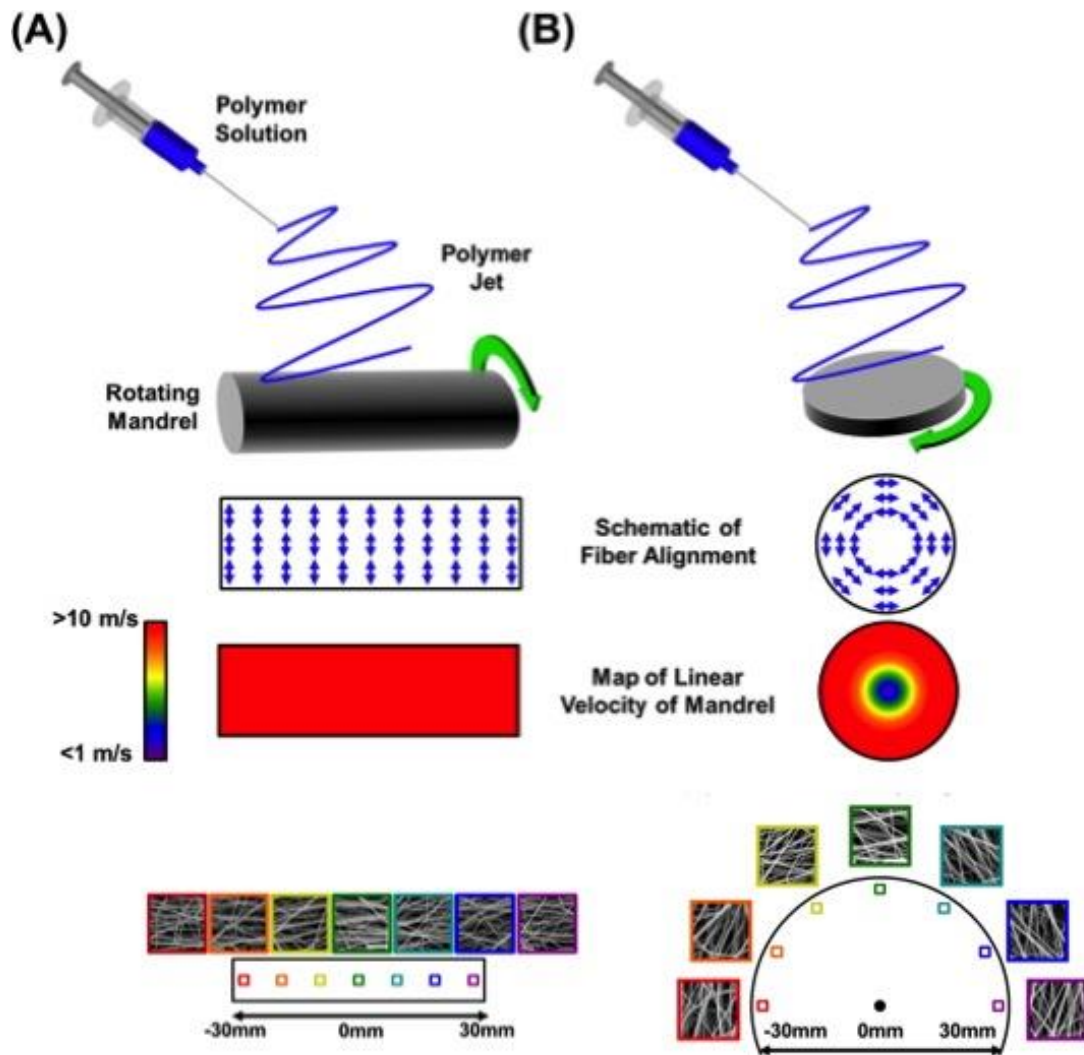 (A)
(B)
Polymer
Solution
Polymer
Jet
Rotating
Mandrel
Schematic of
Fiber Alignment
>10 m/s
<1 m/s
Map of Linear
Velocity of Mandrel
-30mm 0mm 30mm
-30mm 0mm 30mm